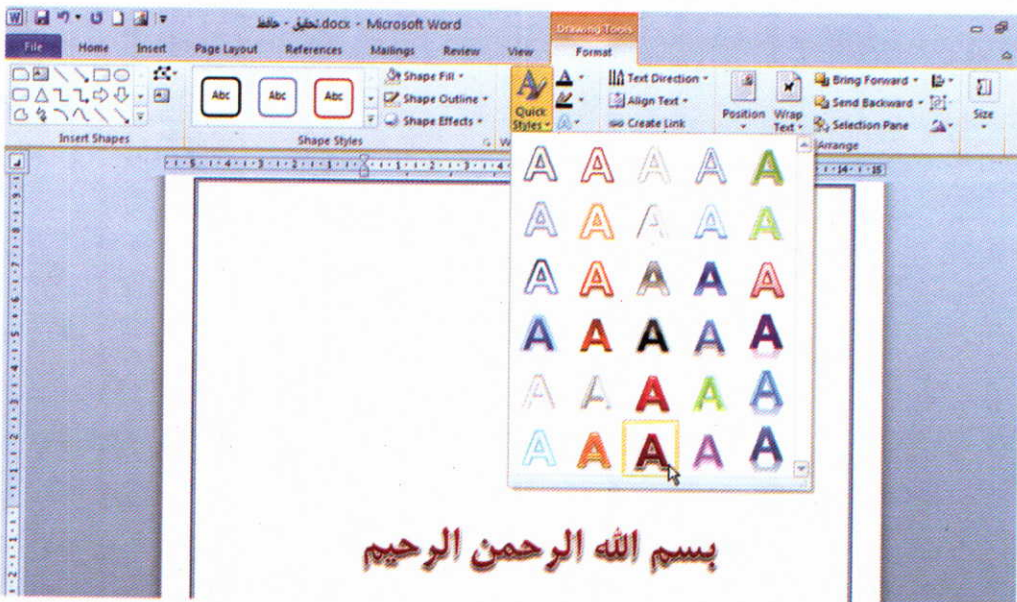 W تحقیق - حافظ.docx - Microsoft Word Drawing Tools
File Home Insert Page Layout References Mailings Review View Format
Abc Abc Abc
Shape Fill
Shape Outline
Shape Effects
Quick Styles
Text Direction
Align Text
Create Link
Position
Wrap Text
Bring Forward
Send Backward
Selection Pane
Size
Insert Shapes Shape Styles W Arrange
A A A A A
A A A A A
A A A A A
A A A A A
A A A A A
A A A A A
بسم الله الرحمن الرحیم